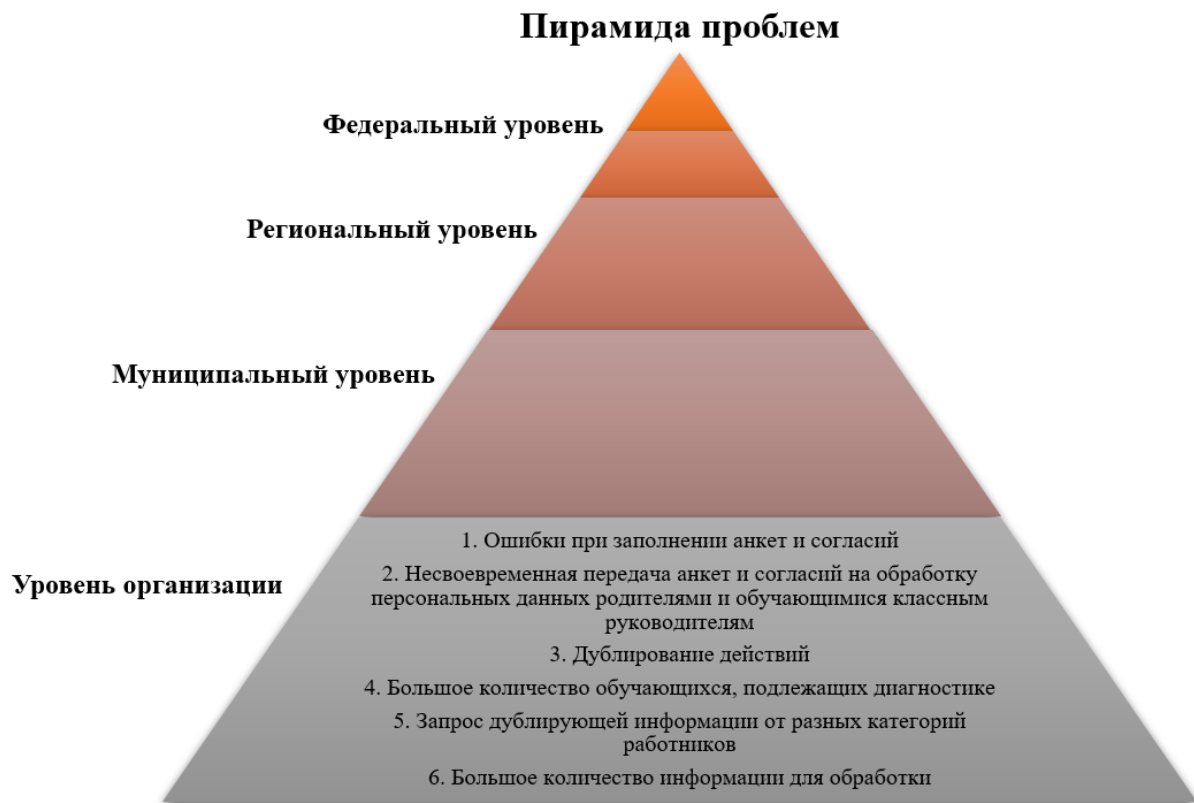 Пирамида проблем
Федеральный уровень
Региональный уровень
Муниципальный уровень
Уровень организации
1. Ошибки при заполнении анкет и согласий
2. Несвоевременная передача анкет и согласий на обработку
персональных данных родителями и обучающимися классным
руководителям
3. Дублирование действий
4. Большое количество обучающихся, подлежащих диагностике
5. Запрос дублирующей информации от разных категорий
работников
6. Большое количество информации для обработки